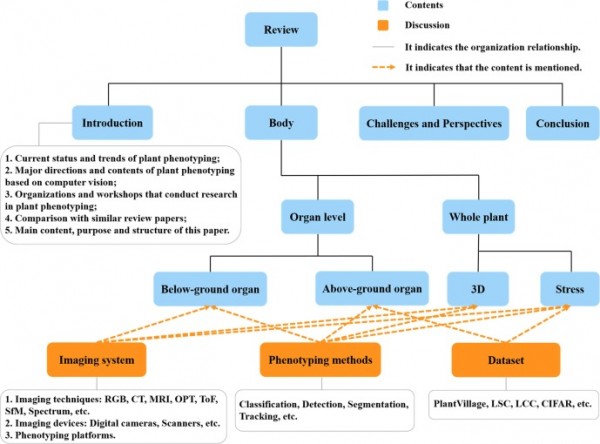 Contents
Discussion
It indicates the organization relationship.
It indicates that the content is mentioned.
Review
Introduction
Body
Challenges and Perspectives
Conclusion
1. Current status and trends of plant phenotyping;
2. Major directions and contents of plant phenotyping
based on computer vision;
3. Organizations and workshops that conduct research
in plant phenotyping;
4. Comparison with similar review papers;
5. Main content, purpose and structure of this paper.
Organ level
Whole plant
Below-ground organ
Above-ground organ
3D
Stress
Imaging system
Phenotyping methods
Dataset
1. Imaging techniques: RGB, CT, MRI, OPT, ToF,
SfM, Spectrum, etc.
2. Imaging devices: Digital cameras, Scanners, etc.
3. Phenotyping platforms.
Classification, Detection, Segmentation,
Tracking, etc.
PlantVillage, LSC, LCC, CIFAR, etc.